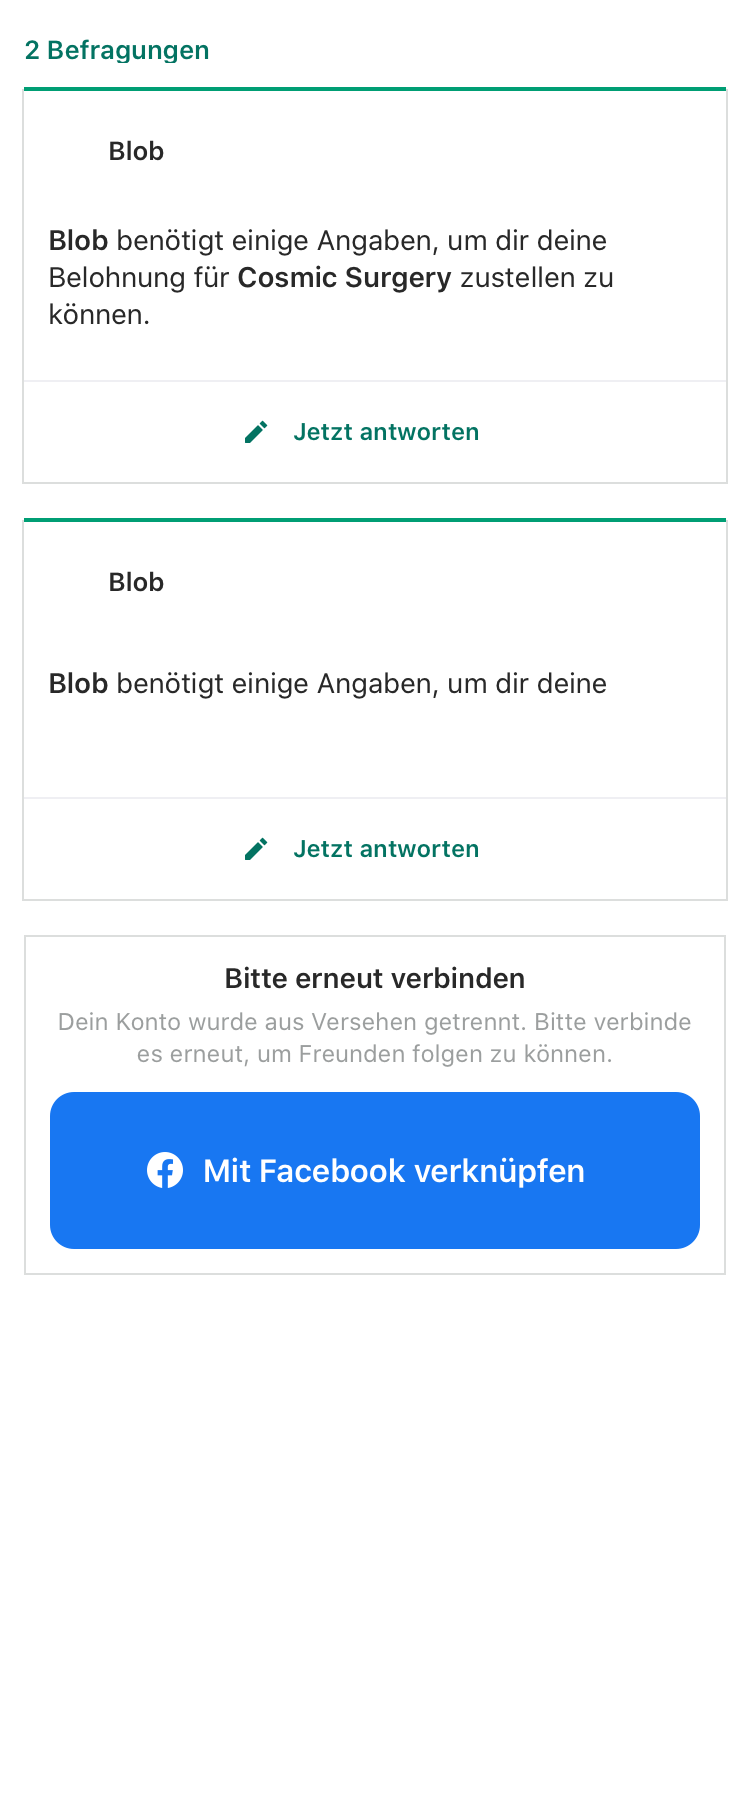 2 Befragungen
Blob
Blob benötigt einige Angaben, um dir deine
Belohnung für Cosmic Surgery zustellen zu
können.
Jetzt antworten
Blob
Blob benötigt einige Angaben, um dir deine
Jetzt antworten
Bitte erneut verbinden
Dein Konto wurde aus Versehen getrennt. Bitte verbinde
es erneut, um Freunden folgen zu können.
Mit Facebook verknüpfen